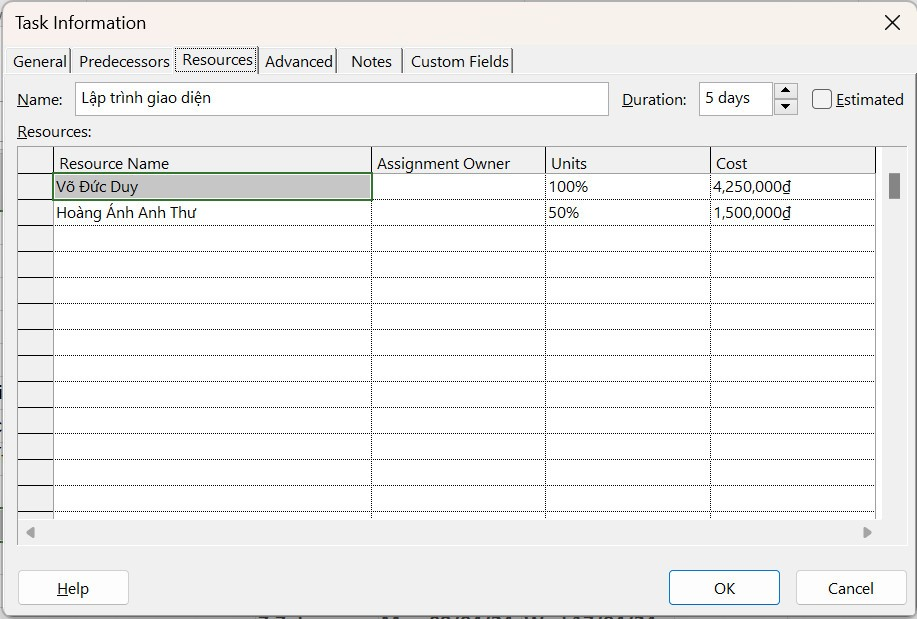 Task Information
General Predecessors Resources Advanced Notes Custom Fields
Name: Lập trình giao diện Duration: 5 days Estimated
Resources:
Resource Name Assignment Owner Units Cost
Võ Đức Duy 100% 4,250,000₫
Hoàng Ánh Anh Thư 50% 1,500,000₫
Help OK Cancel